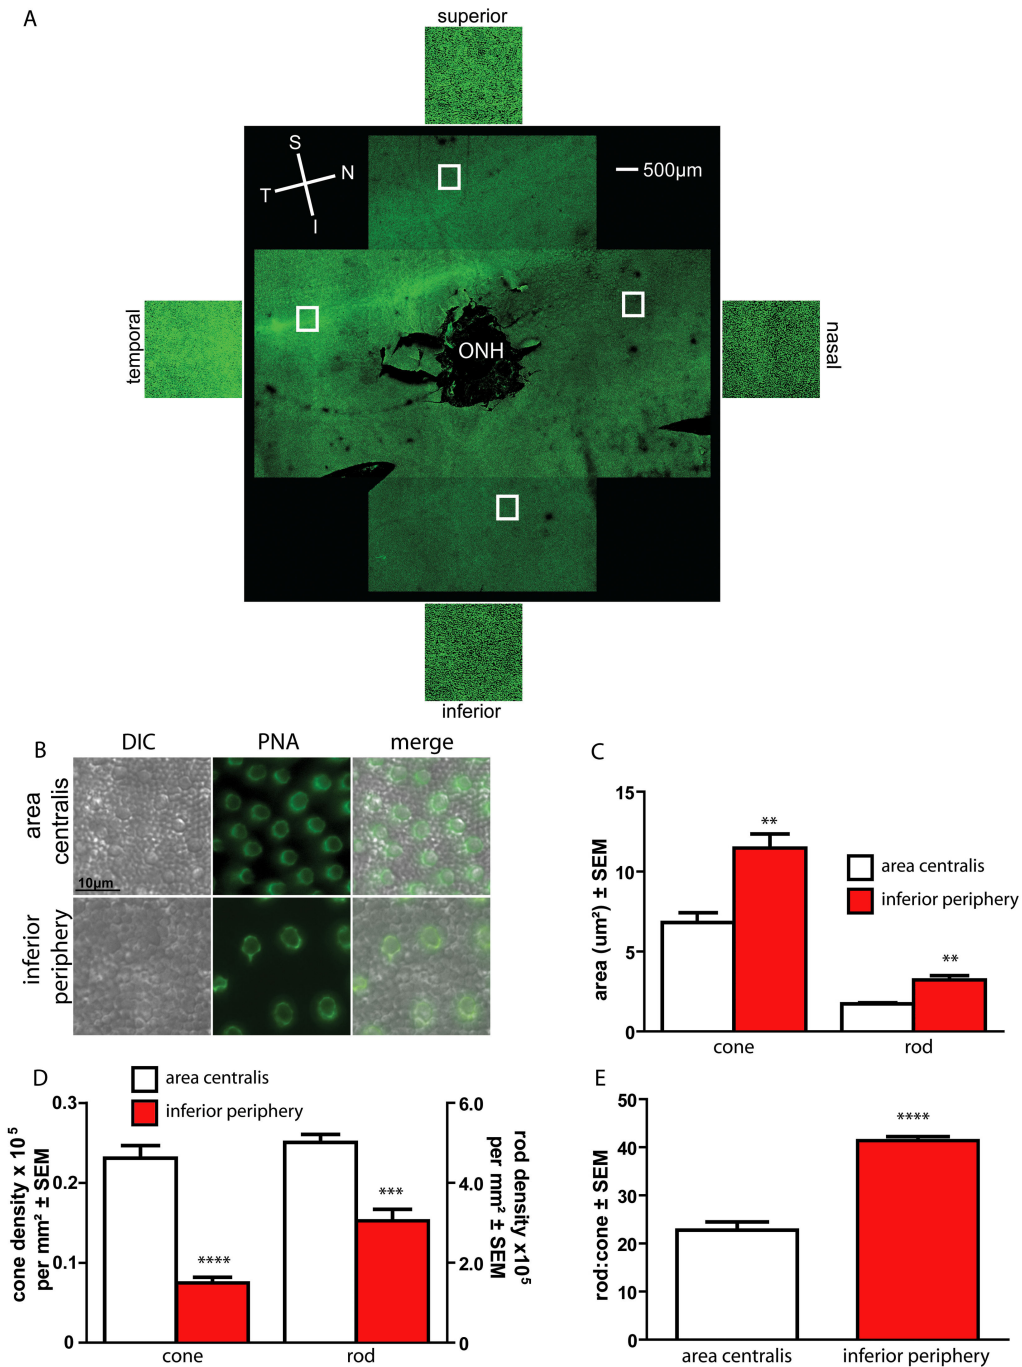 A
superior
S
N
T
I
500µm
temporal
ONH
nasal
inferior
B
DIC
PNA
merge
area
centralis
10µm
inferior
periphery
C
15
10
5
0
area (um²) ± SEM
**
**
area centralis
inferior periphery
cone
rod
D
area centralis
inferior periphery
0.3
0.2
0.1
0
cone density x 10⁵
per mm² ± SEM
6.0
4.0
2.0
0
rod density x10⁵
per mm² ± SEM
****
***
cone
rod
E
50
40
30
20
10
0
rod:cone ± SEM
****
area centralis
inferior periphery